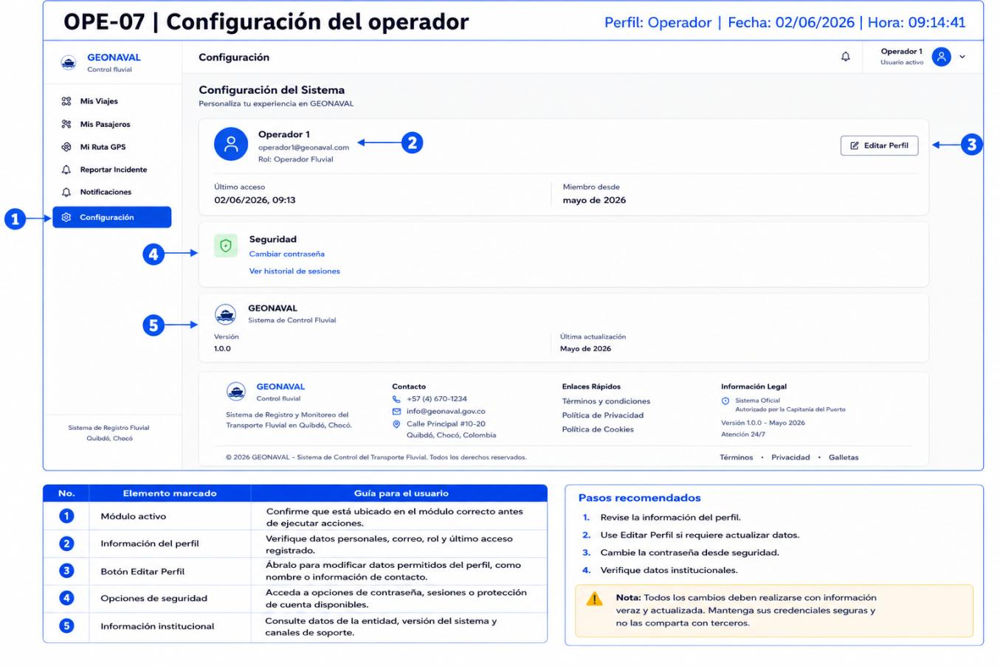 OPE-07 | Configuración del operador
Perfil: Operador | Fecha: 02/06/2026 | Hora: 09:14:41
GEONAVAL
Control fluvial
Mis Viajes
Mis Pasajeros
Mi Ruta GPS
Reportar Incidente
Notificaciones
1
Configuración
Sistema de Registro Fluvial
Quibdó, Chocó
Configuración
Operador 1
Usuario activo
Configuración del Sistema
Personaliza tu experiencia en GEONAVAL
Operador 1
operador1@geonaval.com
Rol: Operador Fluvial
2
Editar Perfil
3
Último acceso
02/06/2026, 09:13
Miembro desde
mayo de 2026
4
Seguridad
Cambiar contraseña
Ver historial de sesiones
5
GEONAVAL
Sistema de Control Fluvial
Versión
1.0.0
Última actualización
Mayo de 2026
GEONAVAL
Control fluvial
Sistema de Registro y Monitoreo del
Transporte Fluvial en Quibdó, Chocó.
Contacto
+57 (4) 670-1234
info@geonaval.gov.co
Calle Principal #10-20
Quibdó, Chocó, Colombia
Enlaces Rápidos
Términos y condiciones
Política de Privacidad
Política de Cookies
Información Legal
Sistema Oficial
Autorizado por la Capitanía del Puerto
Versión 1.0.0 – Mayo 2026
Atención 24/7
© 2026 GEONAVAL – Sistema de Control del Transporte Fluvial. Todos los derechos reservados.
Términos • Privacidad • Galletas
No. Elemento marcado Guía para el usuario
1 Módulo activo Confirme que está ubicado en el módulo correcto antes
de ejecutar acciones.
2 Información del perfil Verifique datos personales, correo, rol y último acceso
registrado.
3 Botón Editar Perfil Ábralo para modificar datos permitidos del perfil, como
nombre o información de contacto.
4 Opciones de seguridad Acceda a opciones de contraseña, sesiones o protección
de cuenta disponibles.
5 Información institucional Consulte datos de la entidad, versión del sistema y
canales de soporte.
Pasos recomendados
1. Revise la información del perfil.
2. Use Editar Perfil si requiere actualizar datos.
3. Cambie la contraseña desde seguridad.
4. Verifique datos institucionales.
Nota: Todos los cambios deben realizarse con información
veraz y actualizada. Mantenga sus credenciales seguras y
no las comparta con terceros.